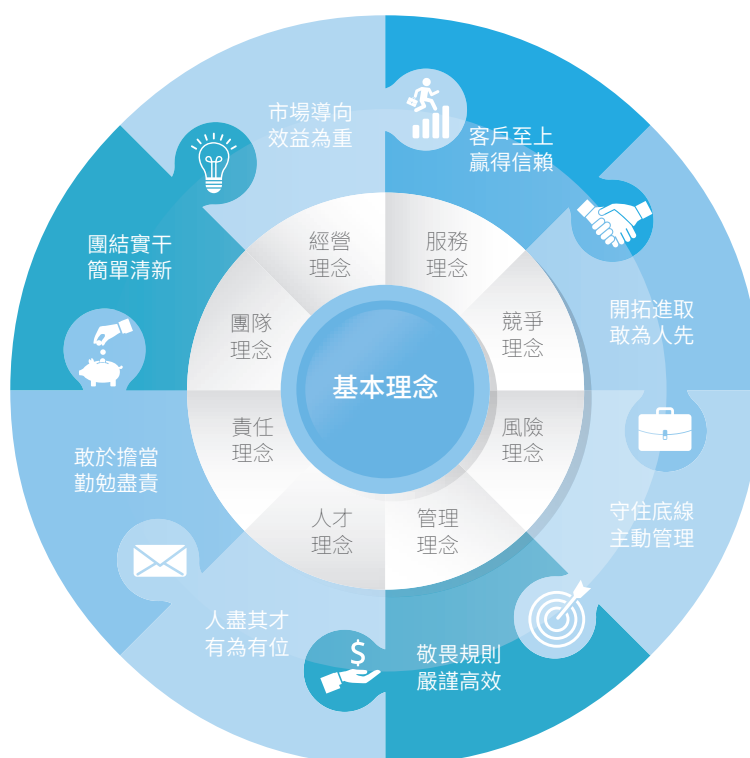 市場導向
效益為重
客戶至上
贏得信賴
團結實干
簡單清新
經營
理念
服務
理念
開拓進取
敢為人先
團隊
理念
競爭
理念
基本理念
責任
理念
風險
理念
敢於擔當
勤勉盡責
守住底線
主動管理
人才
理念
管理
理念
人盡其才
有為有位
敬畏規則
嚴謹高效
$